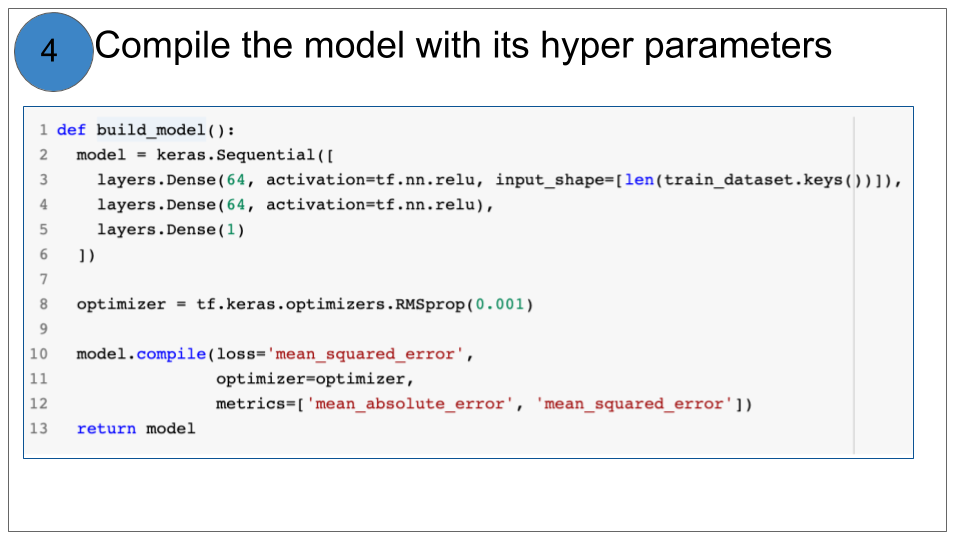 4
Compile the model with its hyper parameters
1 def build_model():
2   model = keras.Sequential([
3     layers.Dense(64, activation=tf.nn.relu, input_shape=[len(train_dataset.keys())]),
4     layers.Dense(64, activation=tf.nn.relu),
5     layers.Dense(1)
6   ])
7
8   optimizer = tf.keras.optimizers.RMSprop(0.001)
9
10   model.compile(loss='mean_squared_error',
11                 optimizer=optimizer,
12                 metrics=['mean_absolute_error', 'mean_squared_error'])
13   return model